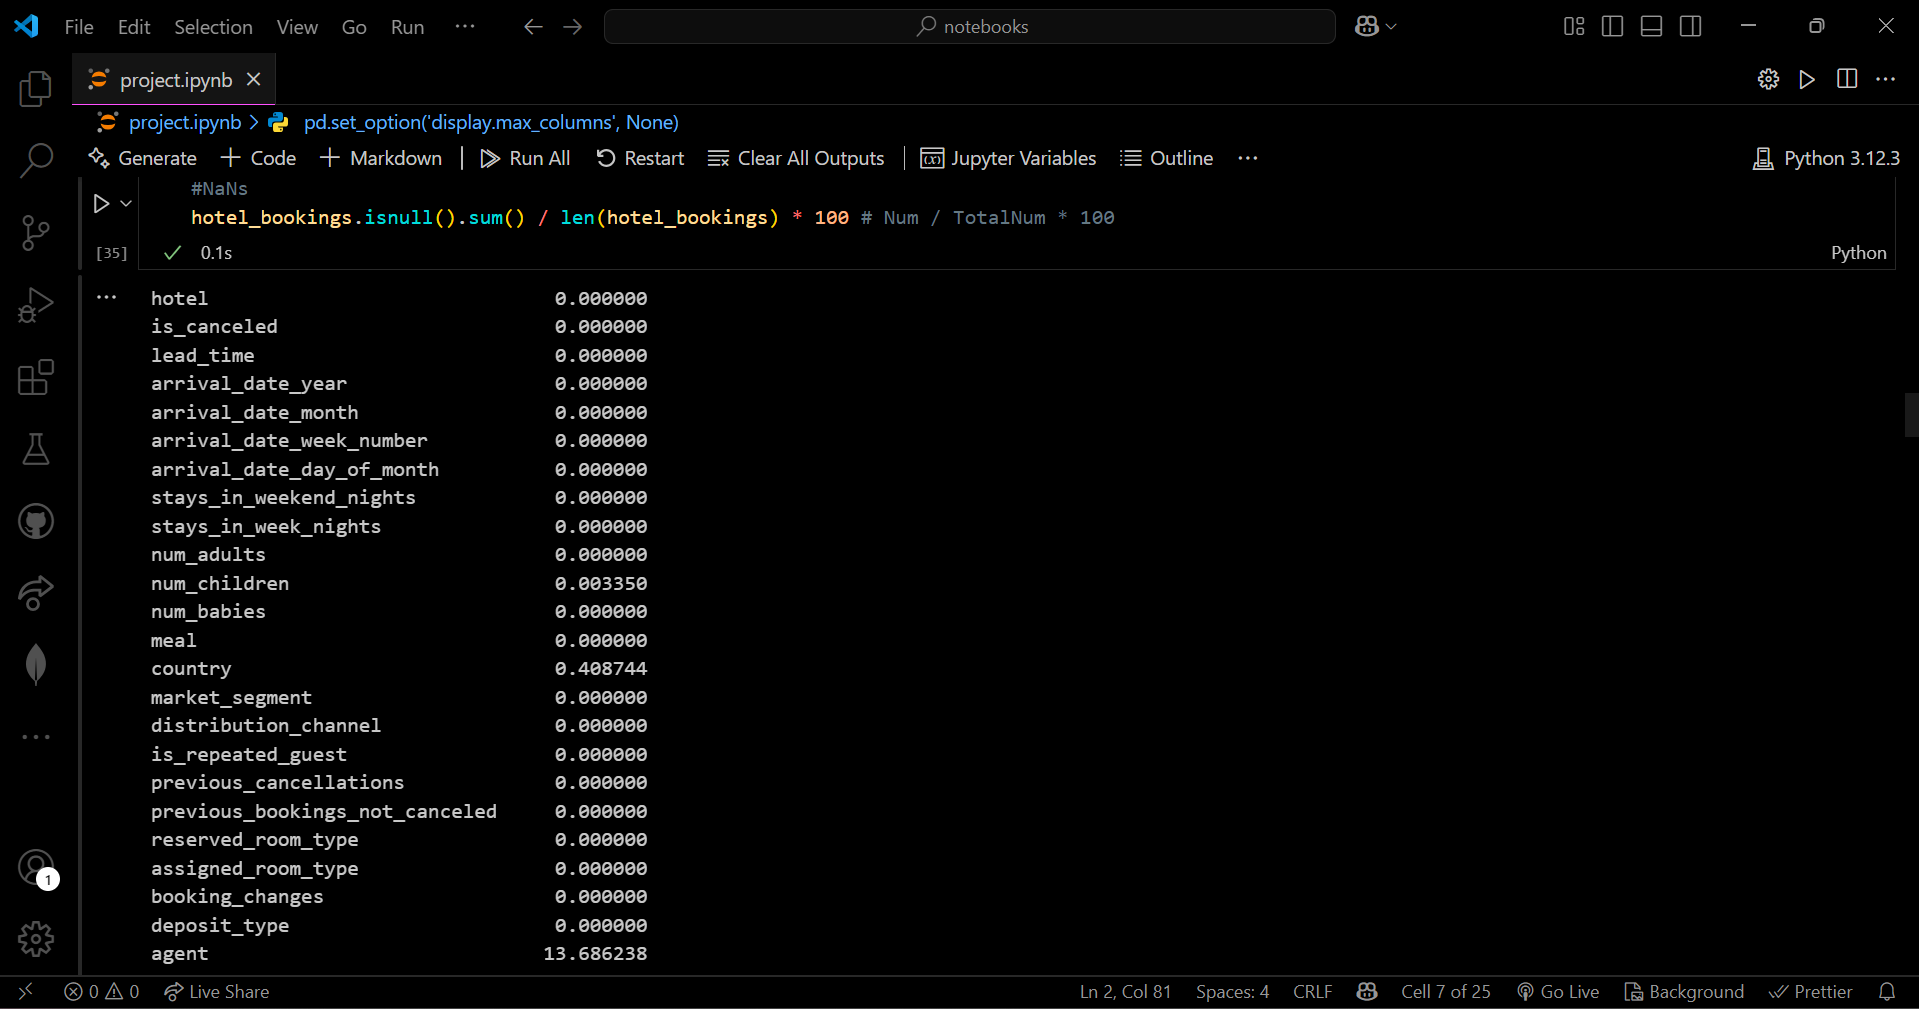 File Edit Selection View Go Run ··· notebooks
project.ipynb
project.ipynb > pd.set_option('display.max_columns', None)
Generate + Code + Markdown | Run All Restart Clear All Outputs | Jupyter Variables Outline ··· Python 3.12.3
#NaNs
hotel_bookings.isnull().sum() / len(hotel_bookings) * 100 # Num / TotalNum * 100
[35] 0.1s Python
hotel 0.000000
is_canceled 0.000000
lead_time 0.000000
arrival_date_year 0.000000
arrival_date_month 0.000000
arrival_date_week_number 0.000000
arrival_date_day_of_month 0.000000
stays_in_weekend_nights 0.000000
stays_in_week_nights 0.000000
num_adults 0.000000
num_children 0.003350
num_babies 0.000000
meal 0.000000
country 0.408744
market_segment 0.000000
distribution_channel 0.000000
is_repeated_guest 0.000000
previous_cancellations 0.000000
previous_bookings_not_canceled 0.000000
reserved_room_type 0.000000
assigned_room_type 0.000000
booking_changes 0.000000
deposit_type 0.000000
agent 13.686238
1
0 0 Live Share Ln 2, Col 81 Spaces: 4 CRLF Cell 7 of 25 Go Live Background Prettier